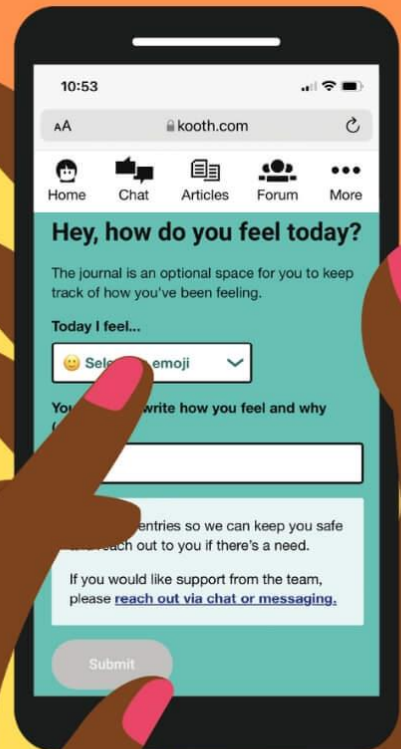 10:53
AA kooth.com
Home Chat Articles Forum More
Hey, how do you feel today?
The journal is an optional space for you to keep
track of how you've been feeling.
Today I feel...
emoji
write how you feel and why
entries so we can keep you safe
reach out to you if there's a need.
If you would like support from the team,
please reach out via chat or messaging.
Submit